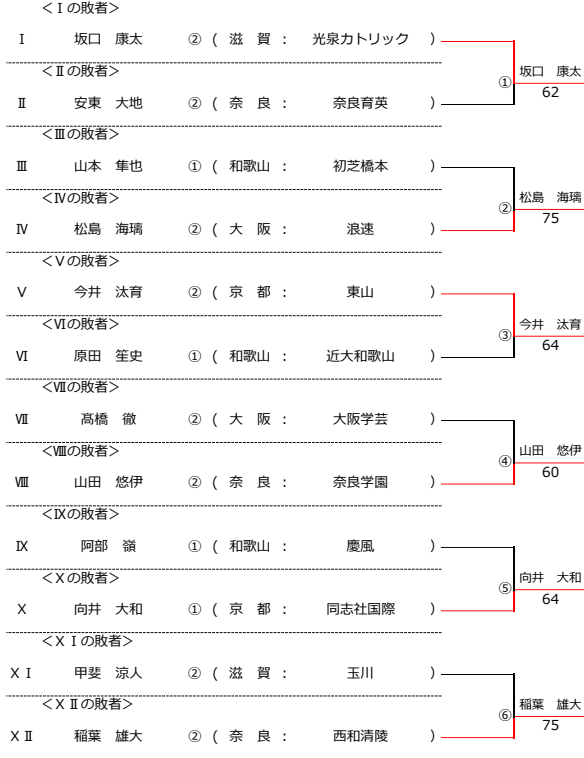 ＜Ⅰの敗者＞
Ⅰ 坂口　康太 ② ( 滋　賀 : 光泉カトリック )
＜Ⅱの敗者＞
① 坂口　康太
62
Ⅱ 安東　大地 ② ( 奈　良 : 奈良育英 )
＜Ⅲの敗者＞
Ⅲ 山本　隼也 ① ( 和歌山 : 初芝橋本 )
＜Ⅳの敗者＞
② 松島　海璃
75
Ⅳ 松島　海璃 ② ( 大　阪 : 浪速 )
＜Ⅴの敗者＞
Ⅴ 今井　汰育 ② ( 京　都 : 東山 )
＜Ⅵの敗者＞
③ 今井　汰育
64
Ⅵ 原田　笙史 ① ( 和歌山 : 近大和歌山 )
＜Ⅶの敗者＞
Ⅶ 髙橋　徹 ② ( 大　阪 : 大阪学芸 )
＜Ⅷの敗者＞
④ 山田　悠伊
60
Ⅷ 山田　悠伊 ② ( 奈　良 : 奈良学園 )
＜Ⅸの敗者＞
Ⅸ 阿部　嶺 ① ( 和歌山 : 慶風 )
＜Ⅹの敗者＞
⑤ 向井　大和
64
Ⅹ 向井　大和 ① ( 京　都 : 同志社国際 )
＜ⅩⅠの敗者＞
ⅩⅠ 甲斐　涼人 ② ( 滋　賀 : 玉川 )
＜ⅩⅡの敗者＞
⑥ 稲葉　雄大
75
ⅩⅡ 稲葉　雄大 ② ( 奈　良 : 西和清陵 )